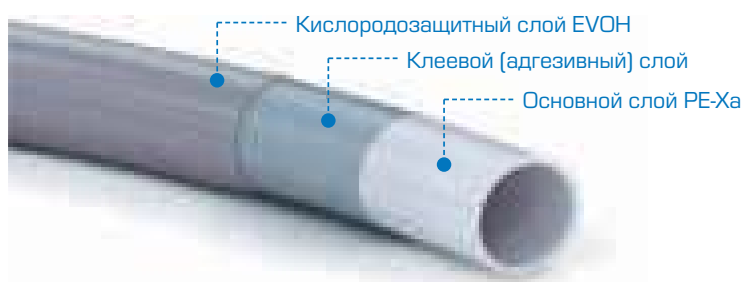 Кислородозащитный слой EVOH
Клеевой (адгезивный) слой
Основной слой PE-Xa